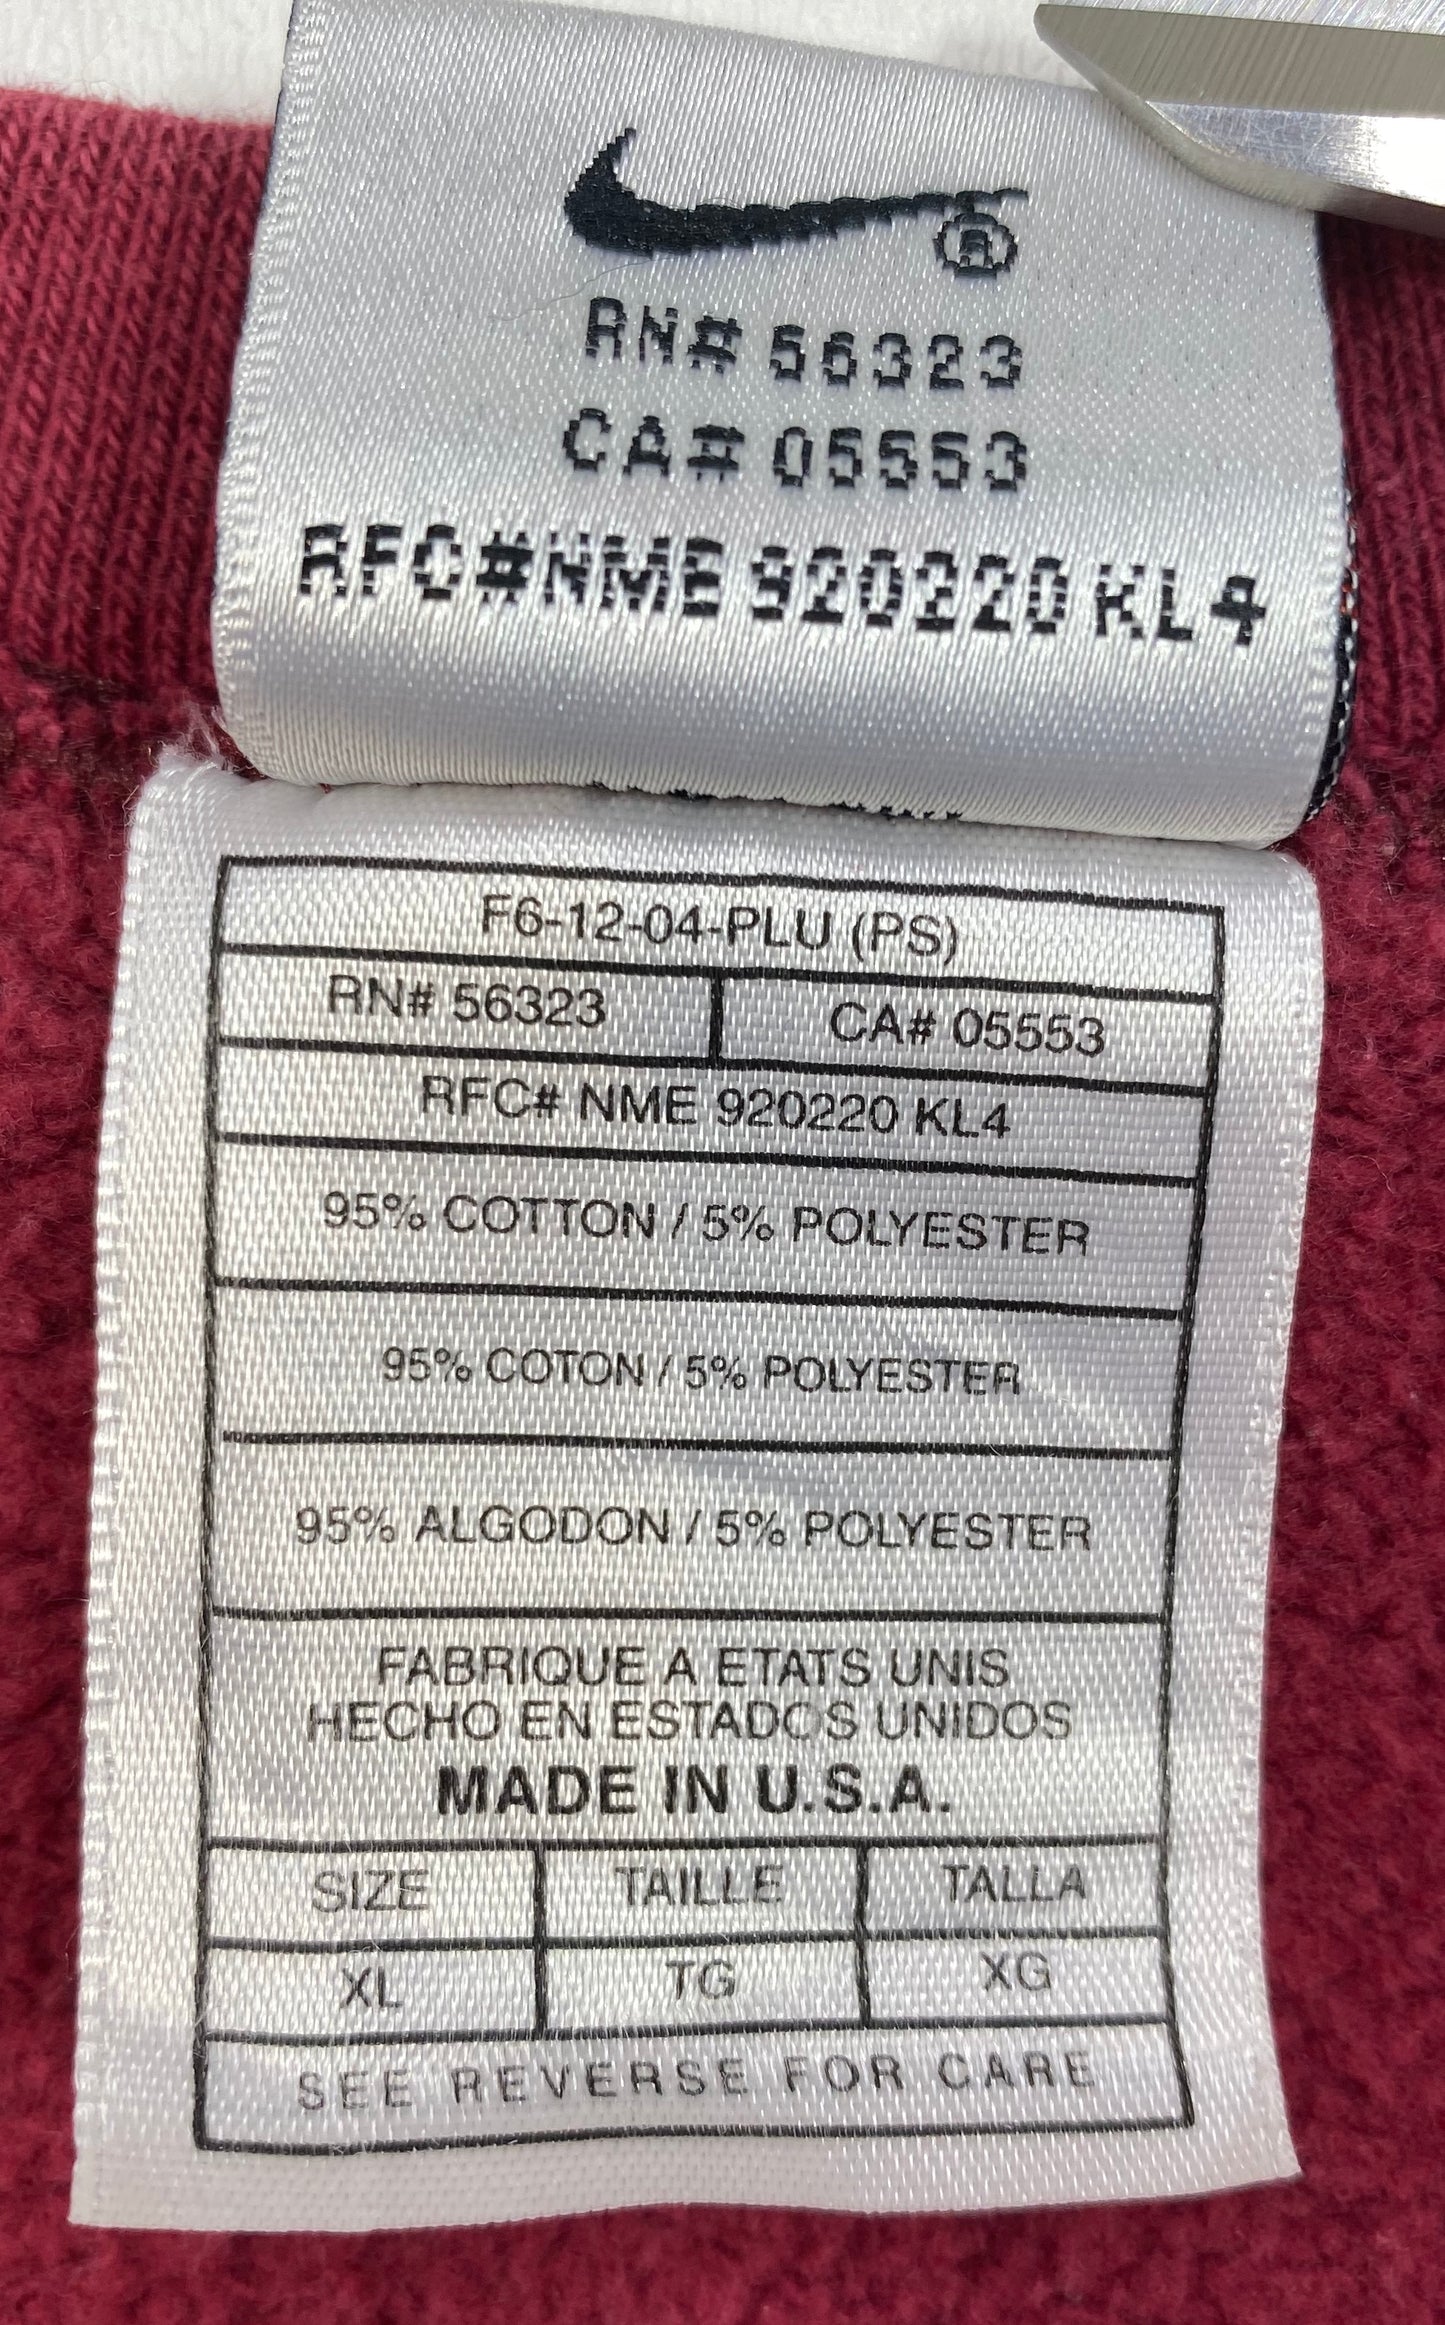 ®
RN# 56323
CA# 05553
RFC#NME 920220 KL4
F6-12-04-PLU (PS)
RN# 56323 CA# 05553
RFC# NME 920220 KL4
95% COTTON / 5% POLYESTER
95% COTON / 5% POLYESTER
95% ALGODON / 5% POLYESTER
FABRIQUE A ETATS UNIS
HECHO EN ESTADOS UNIDOS
MADE IN U.S.A.
SIZE TAILLE TALLA
XL TG XG
SEE REVERSE FOR CARE